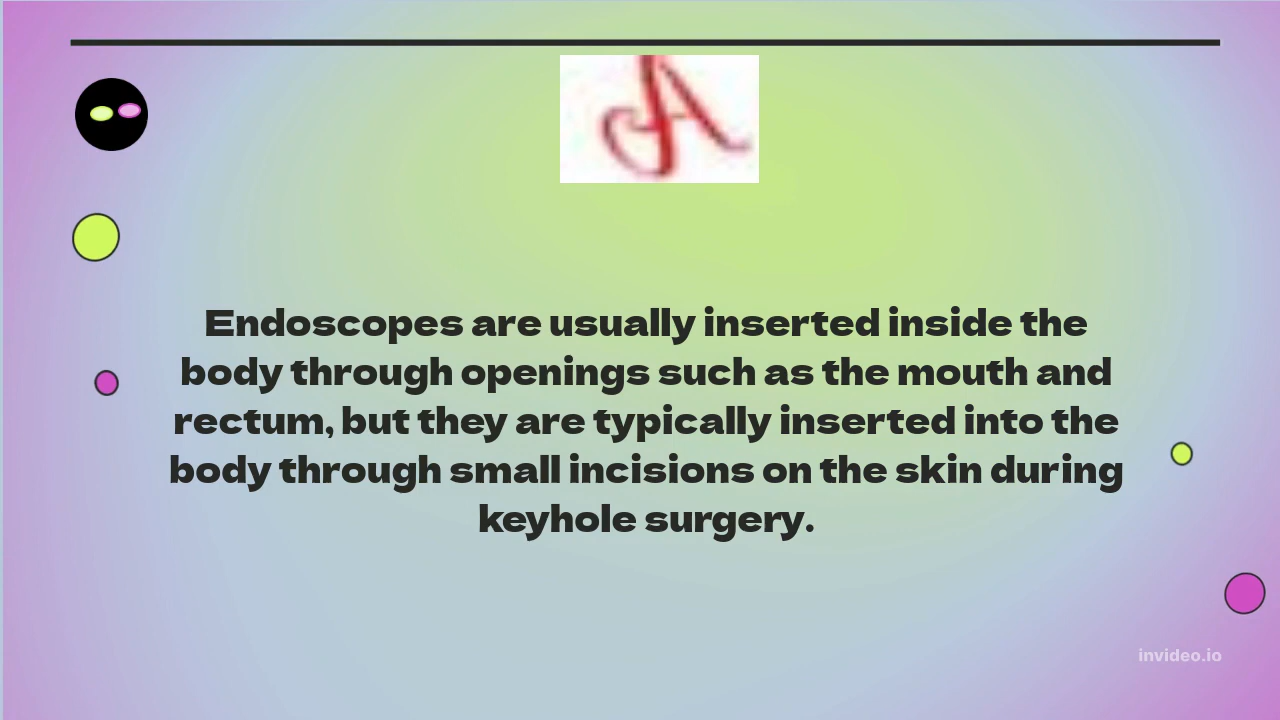 A
Endoscopes are usually inserted inside the
body through openings such as the mouth and
rectum, but they are typically inserted into the
body through small incisions on the skin during
keyhole surgery.
invideo.io